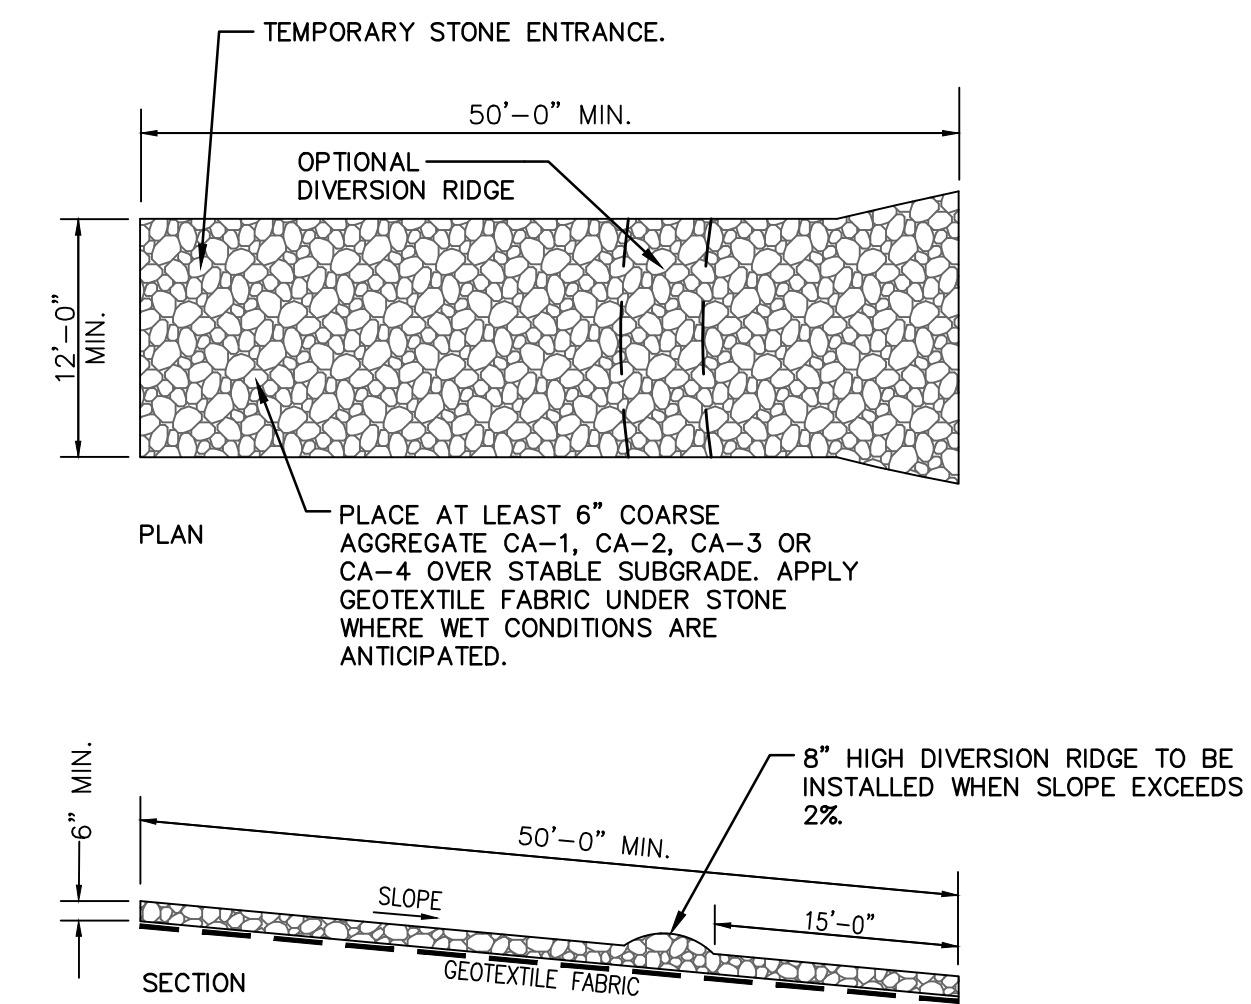 TEMPORARY STONE ENTRANCE.
50'-0" MIN.
OPTIONAL
DIVERSION RIDGE
12'-0"
MIN.
PLAN
PLACE AT LEAST 6" COARSE
AGGREGATE CA-1, CA-2, CA-3 OR
CA-4 OVER STABLE SUBGRADE. APPLY
GEOTEXTILE FABRIC UNDER STONE
WHERE WET CONDITIONS ARE
ANTICIPATED.
8" HIGH DIVERSION RIDGE TO BE
INSTALLED WHEN SLOPE EXCEEDS
2%.
6" MIN.
50'-0" MIN.
SLOPE
15'-0"
GEOTEXTILE FABRIC
SECTION